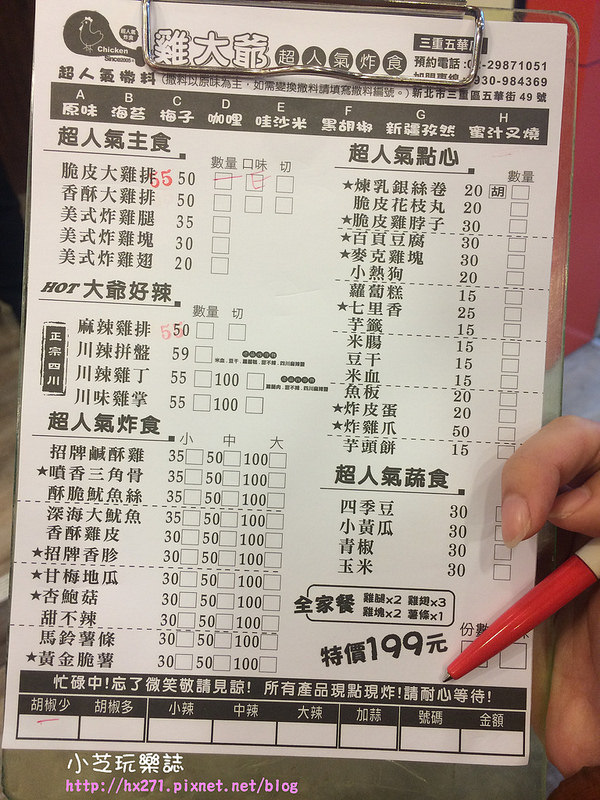 超人氣炸食
Chicken
Since2005
雞大爺 超人氣炸食
三重五華店
預約電話:02-29871051
930-984369
超人氣撒料(撒料以原味為主,如需變換撒料請填寫撒料編號。)新北市三重區五華街49號
A B C D E F G H
原味 海苔 梅子 咖哩 哇沙米 黑胡椒 新疆孜然 蜜汁叉燒
超人氣主食
數量 口味 切
脆皮大雞排 55 50
香酥大雞排 50
美式炸雞腿 35
美式炸雞塊 30
美式炸雞翅 20
HOT大爺好辣
數量 切
正宗四川
麻辣雞排 50 55
川辣拼盤 59
川辣雞丁 55 100
川味雞掌 55 100
超人氣炸食
小 中 大
招牌鹹酥雞 35 50 100
★噴香三角骨 35 50 100
酥脆魷魚絲 35 50 100
深海大魷魚 35 50 100
香酥雞皮 30 50 100
★招牌香胗 30 50 100
★甘梅地瓜 30 50 100
★杏鮑菇 30 50 100
甜不辣 30 50 100
馬鈴薯條 30 50 100
★黃金脆薯 30 50 100
超人氣點心
★煉乳銀絲卷 20 胡
脆皮花枝丸 20
★脆皮雞脖子 30
★百頁豆腐 30
★麥克雞塊 30
小熱狗 20
蘿蔔糕 15
★七里香 25
芋籤 15
米腸 15
豆干 15
米血 15
魚板 20
★炸皮蛋 20
★炸雞爪 50
芋頭餅 15
超人氣蔬食
四季豆 30
小黃瓜 30
青椒 30
玉米 30
全家餐 雞腿x2 雞翅x3
雞塊x2 薯條x1
特價199元
份數
忙碌中!忘了微笑敬請見諒! 所有產品現點現炸!請耐心等待!
胡椒少 胡椒多 小辣 中辣 大辣 加蒜 號碼 金額
小芝玩樂誌
http://hx271.pixnet.net/blog